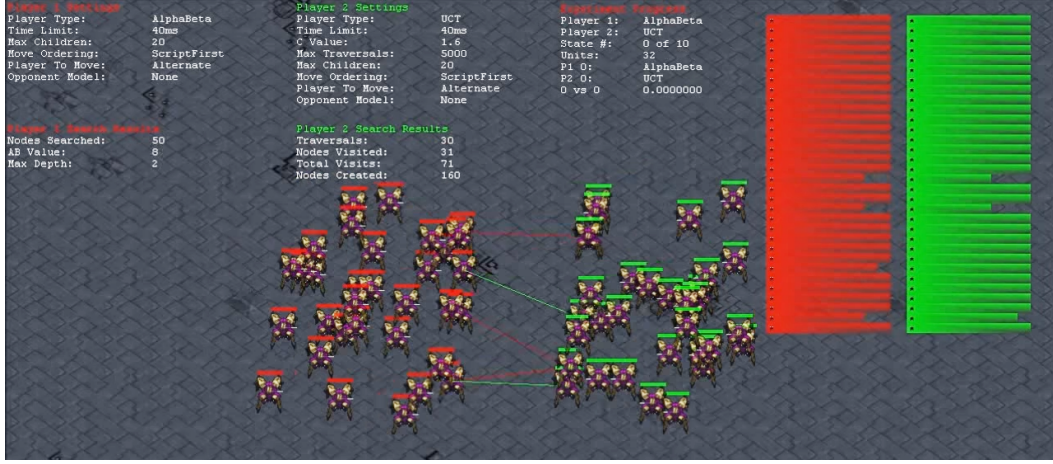 Player 1 Settings
Player Type: AlphaBeta
Time Limit: 40ms
Max Children: 20
Move Ordering: ScriptFirst
Player To Move: Alternate
Opponent Model: None
Player 1 Search Results
Nodes Searched: 50
AB Value: 8
Max Depth: 2
Player 2 Settings
Player Type: UCT
Time Limit: 40ms
C Value: 1.6
Max Traversals: 5000
Max Children: 20
Move Ordering: ScriptFirst
Player To Move: Alternate
Opponent Model: None
Player 2 Search Results
Traversals: 30
Nodes Visited: 31
Total Visits: 71
Nodes Created: 160
Experiment Progress
Player 1: AlphaBeta
Player 2: UCT
State #: 0 of 10
Units: 32
P1 0: AlphaBeta
P2 0: UCT
0 vs 0 0.0000000